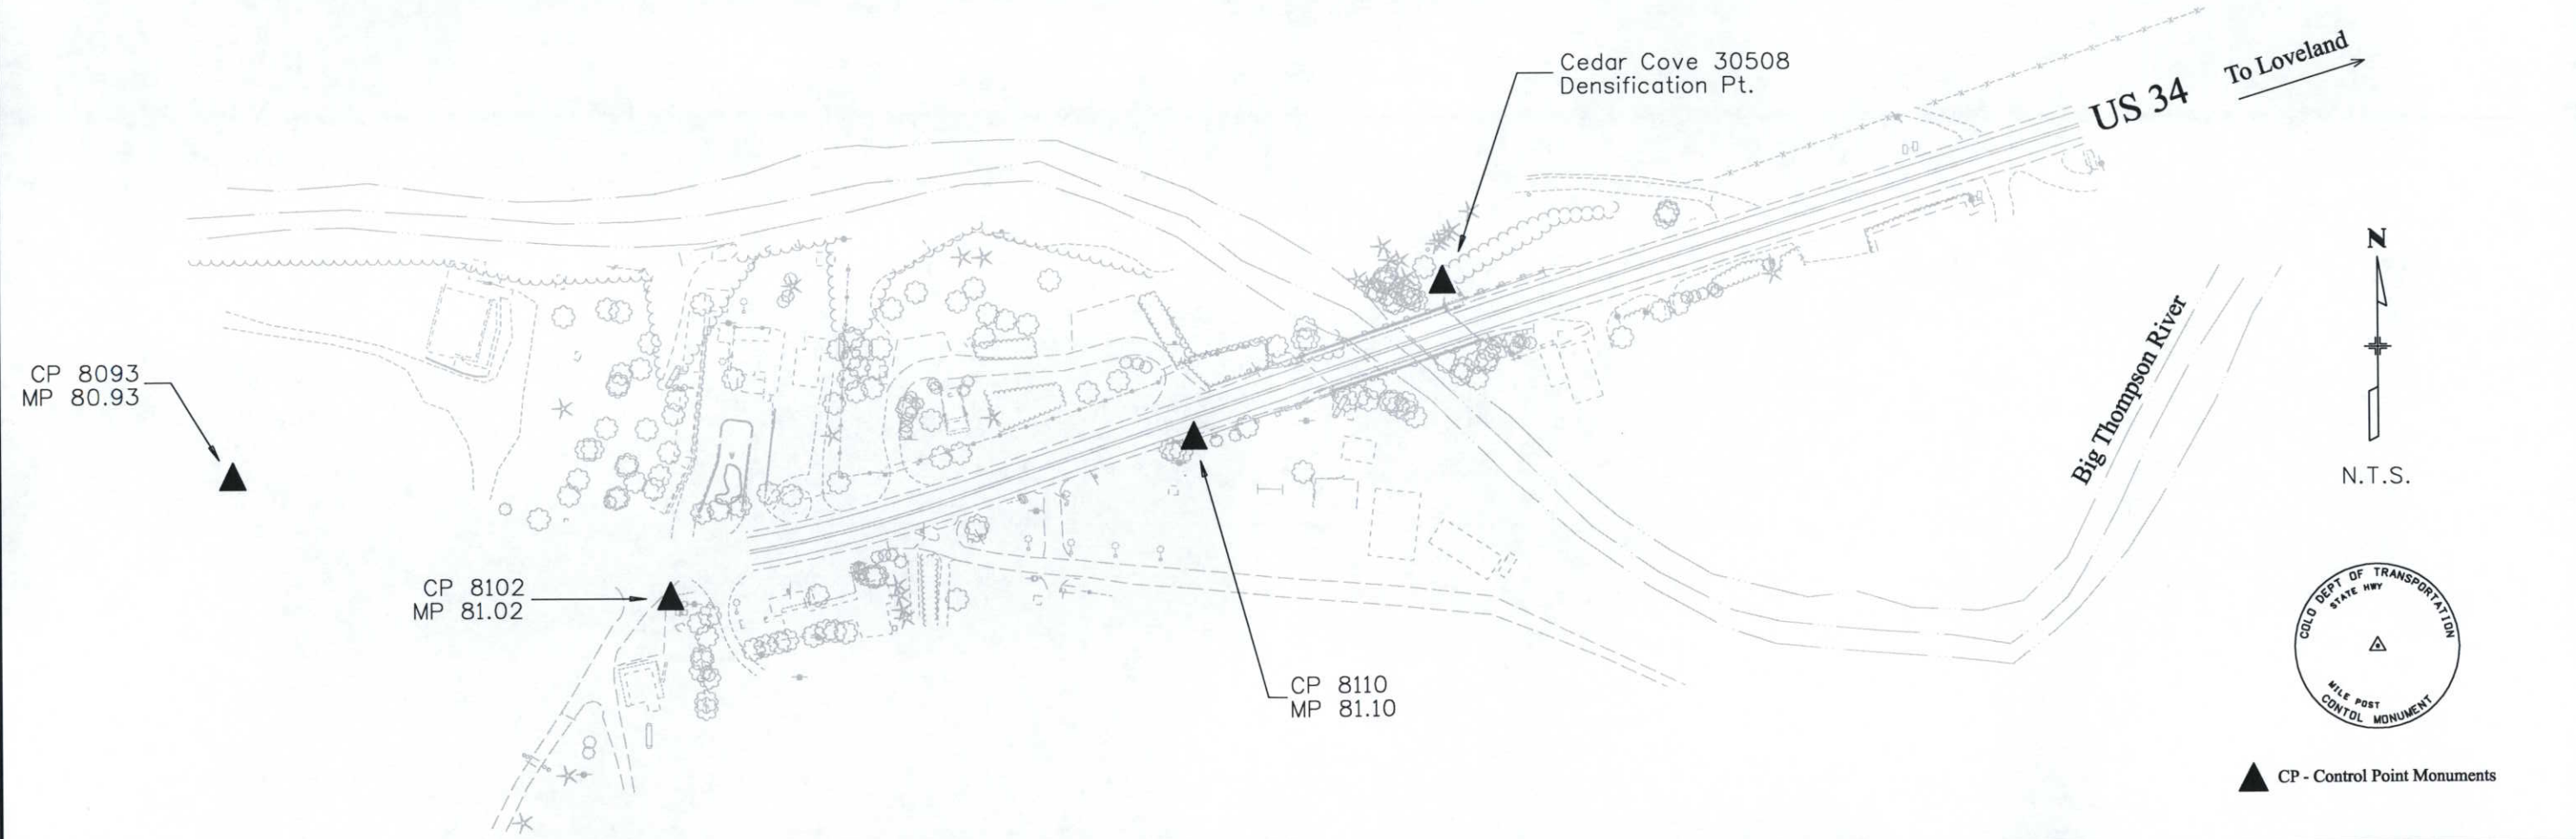 Cedar Cove 30508
Densification Pt.
US 34
To Loveland
N
CP 8093
MP 80.93
Big Thompson River
N.T.S.
CP 8102
MP 81.02
COLO DEPT OF TRANSPORTATION
STATE HWY
MILE POST
CONTOL MONUMENT
CP 8110
MP 81.10
CP - Control Point Monuments